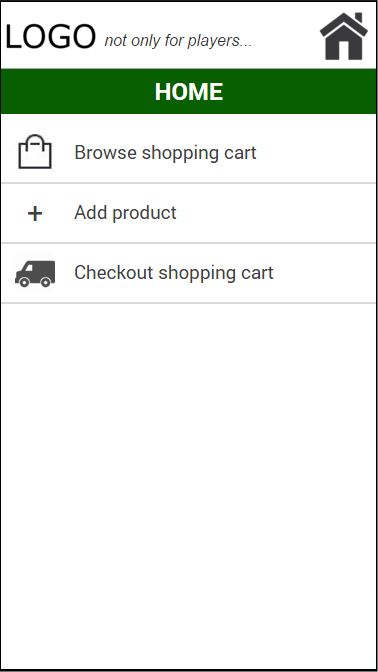 LOGO not only for players...
HOME
Browse shopping cart
+ Add product
Checkout shopping cart